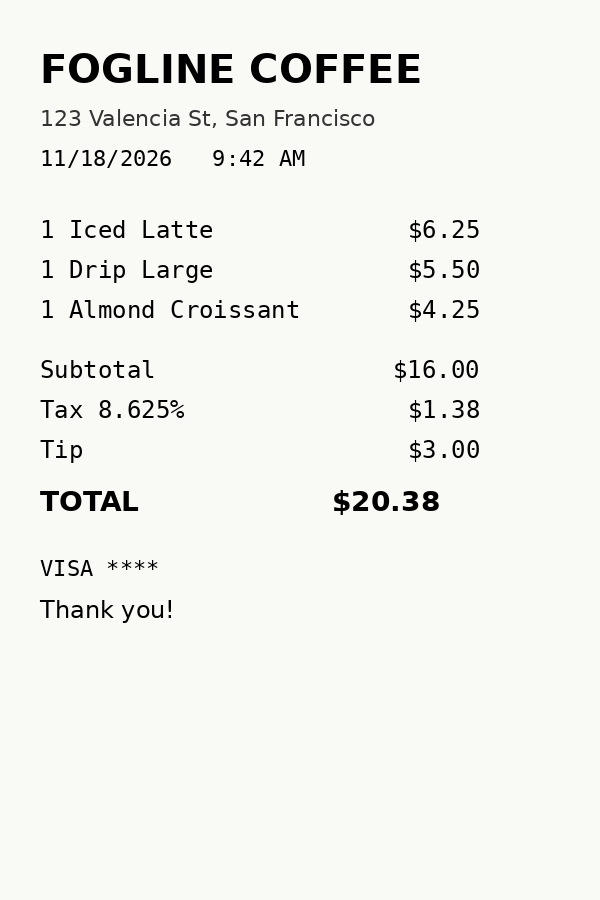 FOGLINE COFFEE
123 Valencia St, San Francisco
11/18/2026 9:42 AM
1 Iced Latte $6.25
1 Drip Large $5.50
1 Almond Croissant $4.25
Subtotal $16.00
Tax 8.625% $1.38
Tip $3.00
TOTAL $20.38
VISA ****
Thank you!